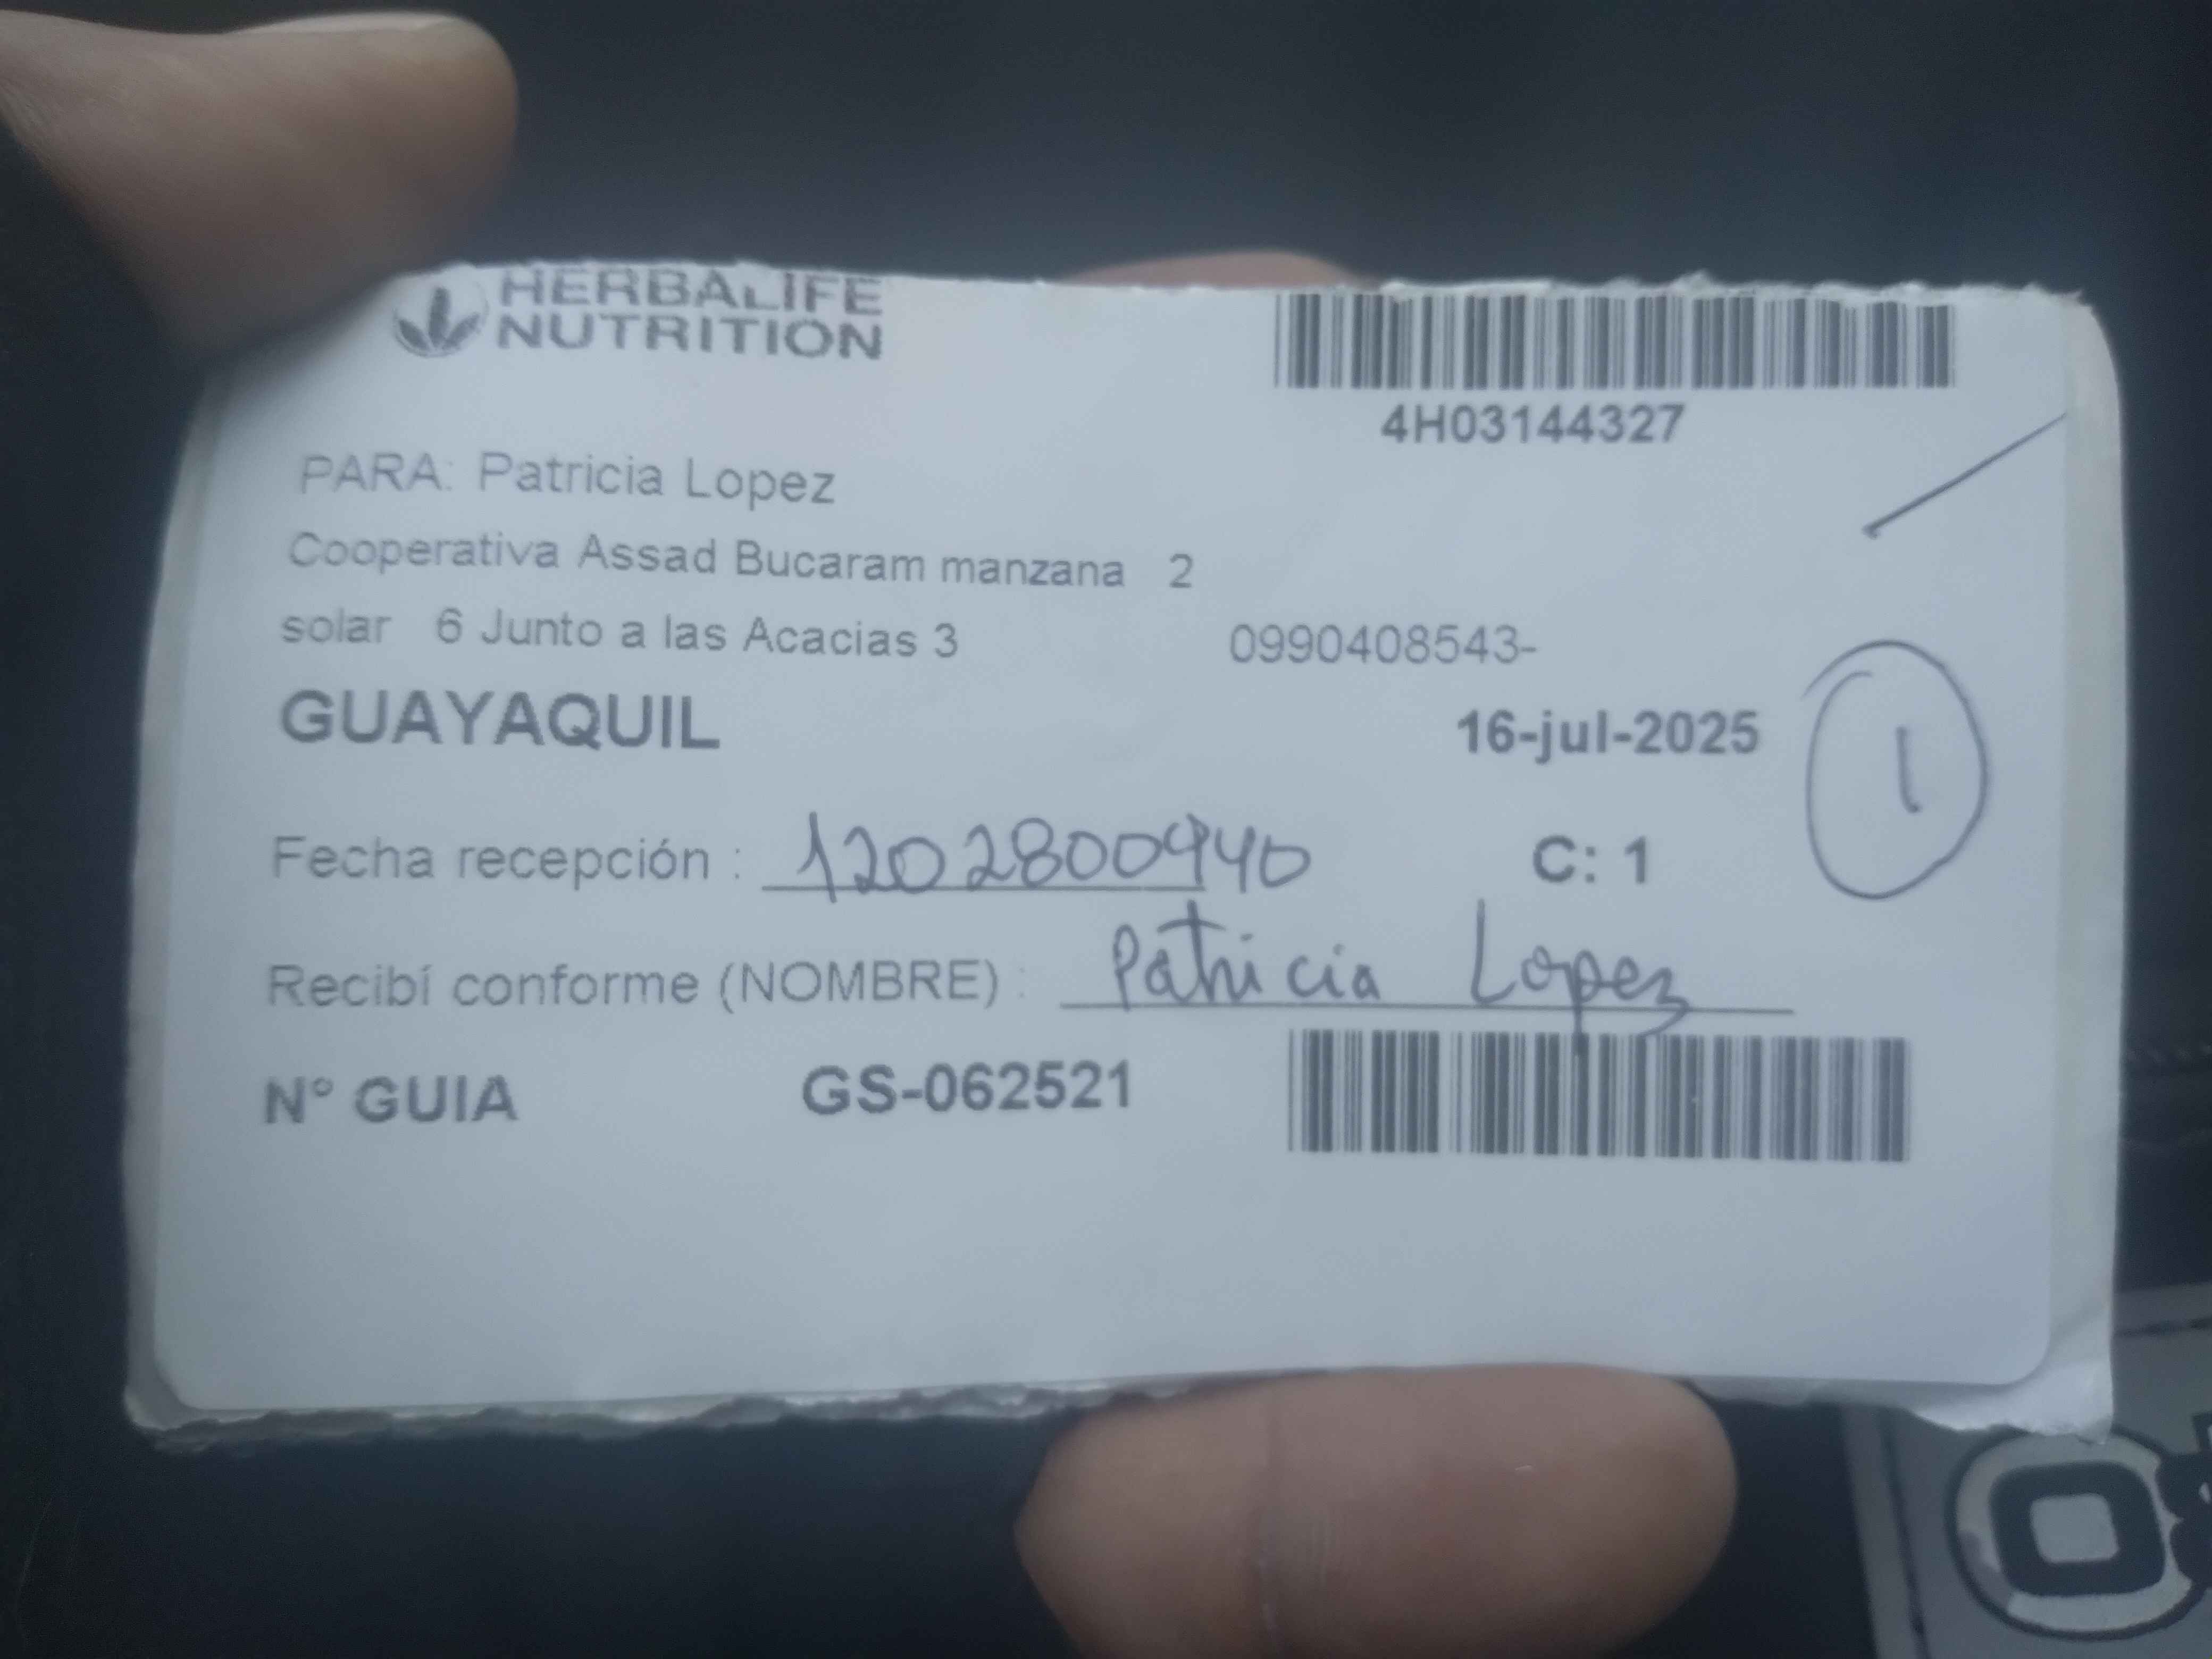 HERBALIFE
NUTRITION
4H03144327
PARA: Patricia Lopez
Cooperativa Assad Bucaram manzana 2
solar 6 Junto a las Acacias 3 0990408543-
GUAYAQUIL 16-jul-2025
1
Fecha recepción : 1202800940 C: 1
Recibí conforme (NOMBRE) : Patricia Lopez
N° GUIA GS-062521